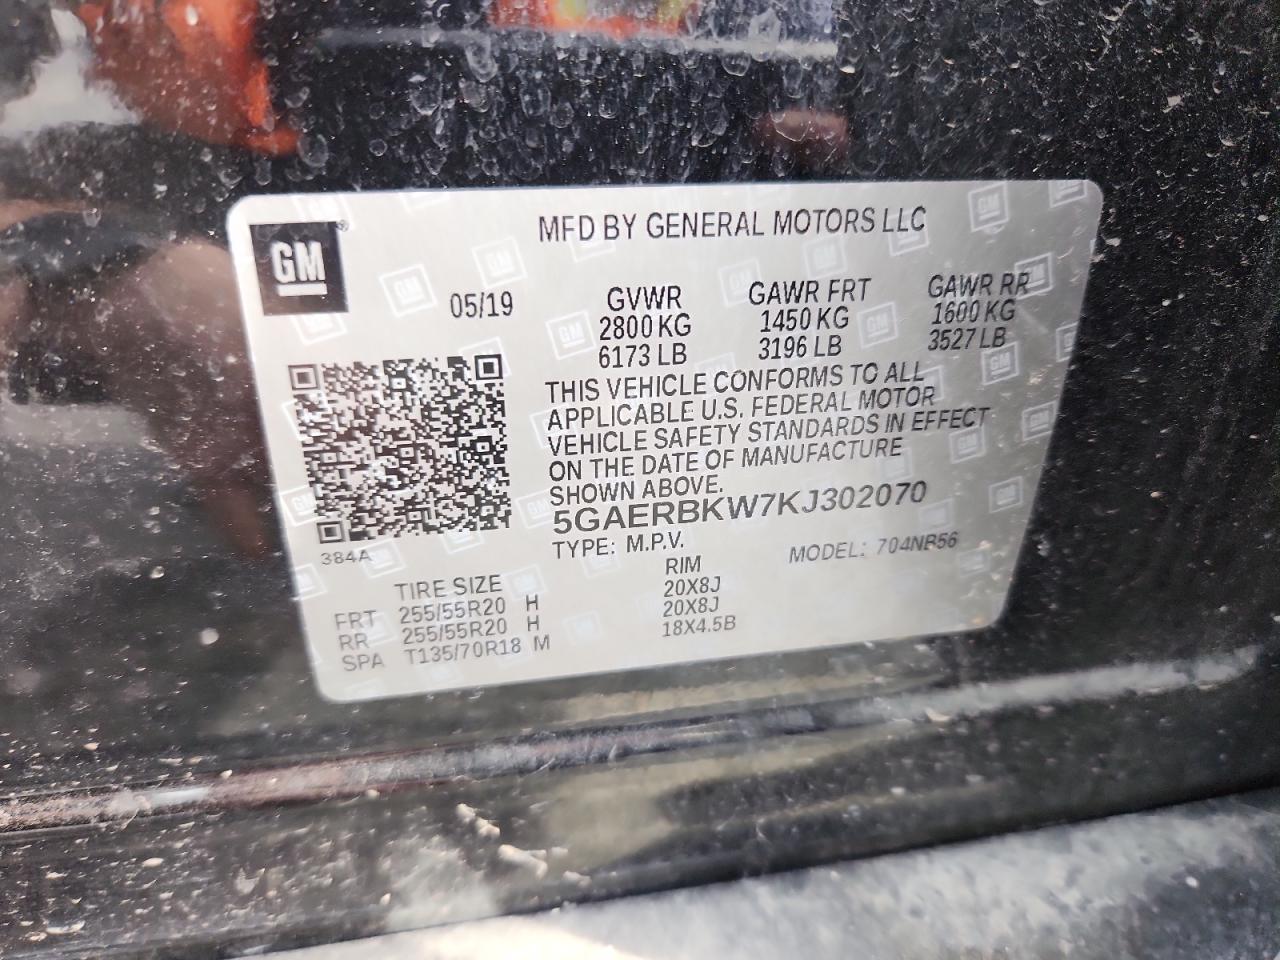 GM ®
MFD BY GENERAL MOTORS LLC
05/19
GVWR GAWR FRT GAWR RR
2800 KG 1450 KG 1600 KG
6173 LB 3196 LB 3527 LB
THIS VEHICLE CONFORMS TO ALL
APPLICABLE U.S. FEDERAL MOTOR
VEHICLE SAFETY STANDARDS IN EFFECT
ON THE DATE OF MANUFACTURE
SHOWN ABOVE.
5GAERBKW7KJ302070
TYPE: M.P.V. MODEL: 704NR56
384A
TIRE SIZE RIM
FRT 255/55R20 H 20X8J
RR 255/55R20 H 20X8J
SPA T135/70R18 M 18X4.5B